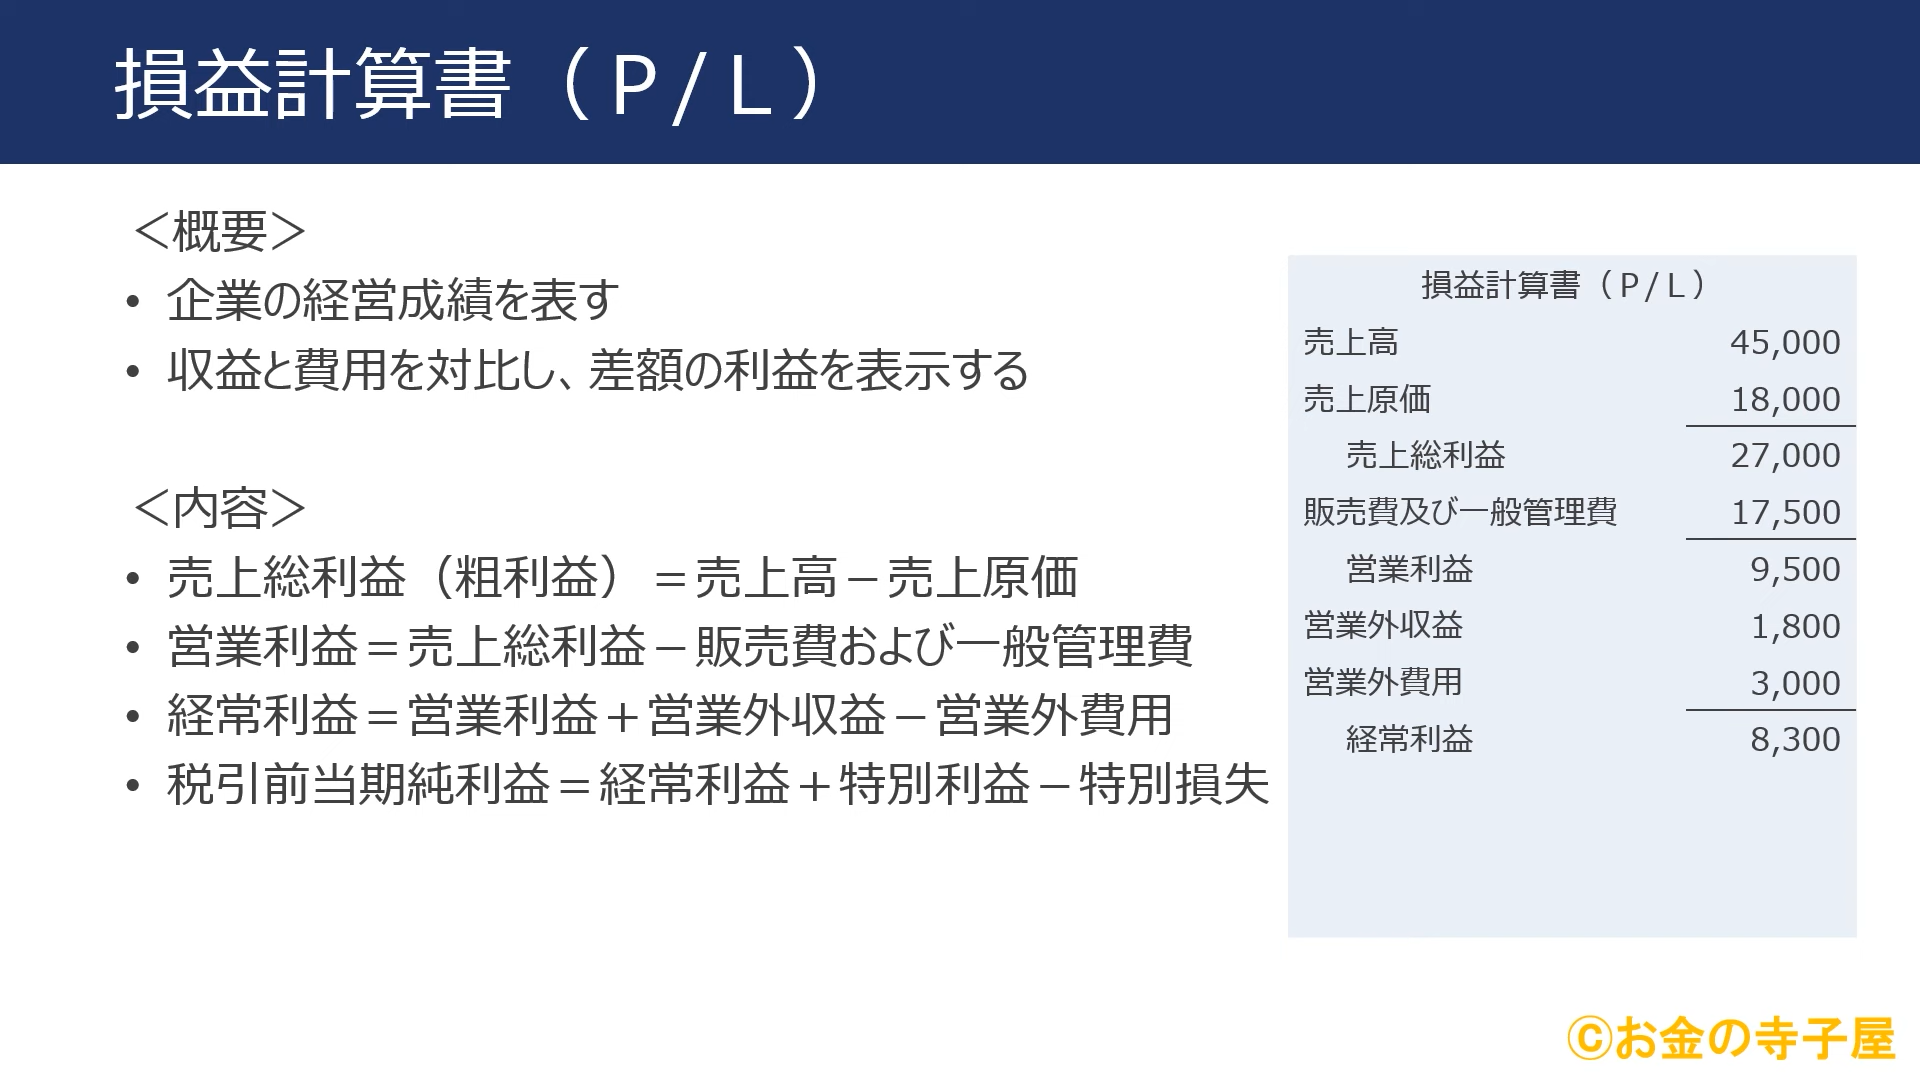 損益計算書（Ｐ/Ｌ）
＜概要＞
• 企業の経営成績を表す
• 収益と費用を対比し、差額の利益を表示する
＜内容＞
• 売上総利益（粗利益）＝売上高－売上原価
• 営業利益＝売上総利益－販売費および一般管理費
• 経常利益＝営業利益＋営業外収益－営業外費用
• 税引前当期純利益＝経常利益＋特別利益－特別損失
損益計算書（Ｐ/Ｌ）
売上高 45,000
売上原価 18,000
売上総利益 27,000
販売費及び一般管理費 17,500
営業利益 9,500
営業外収益 1,800
営業外費用 3,000
経常利益 8,300
©お金の寺子屋